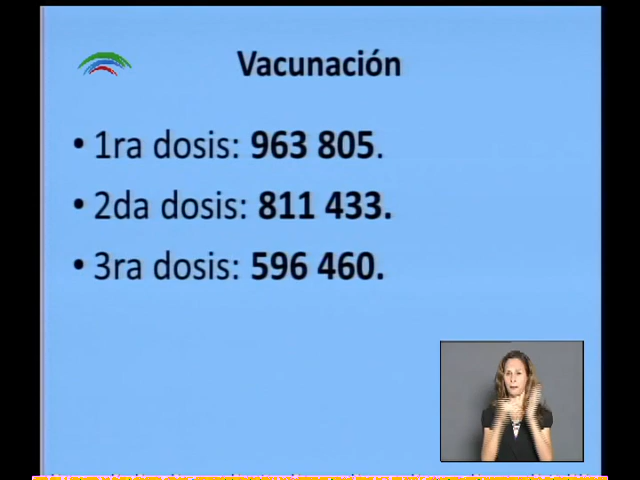 Vacunación
• 1ra dosis: 963 805.
• 2da dosis: 811 433.
• 3ra dosis: 596 460.